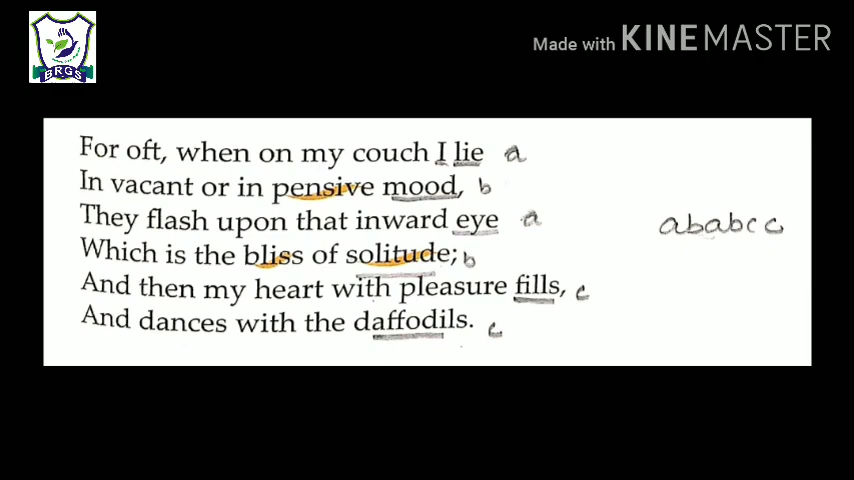 BRGS
Made with KINEMASTER
For oft, when on my couch I lie a
In vacant or in pensive mood, b
They flash upon that inward eye a
ababcc
Which is the bliss of solitude; b
And then my heart with pleasure fills, c
And dances with the daffodils. c